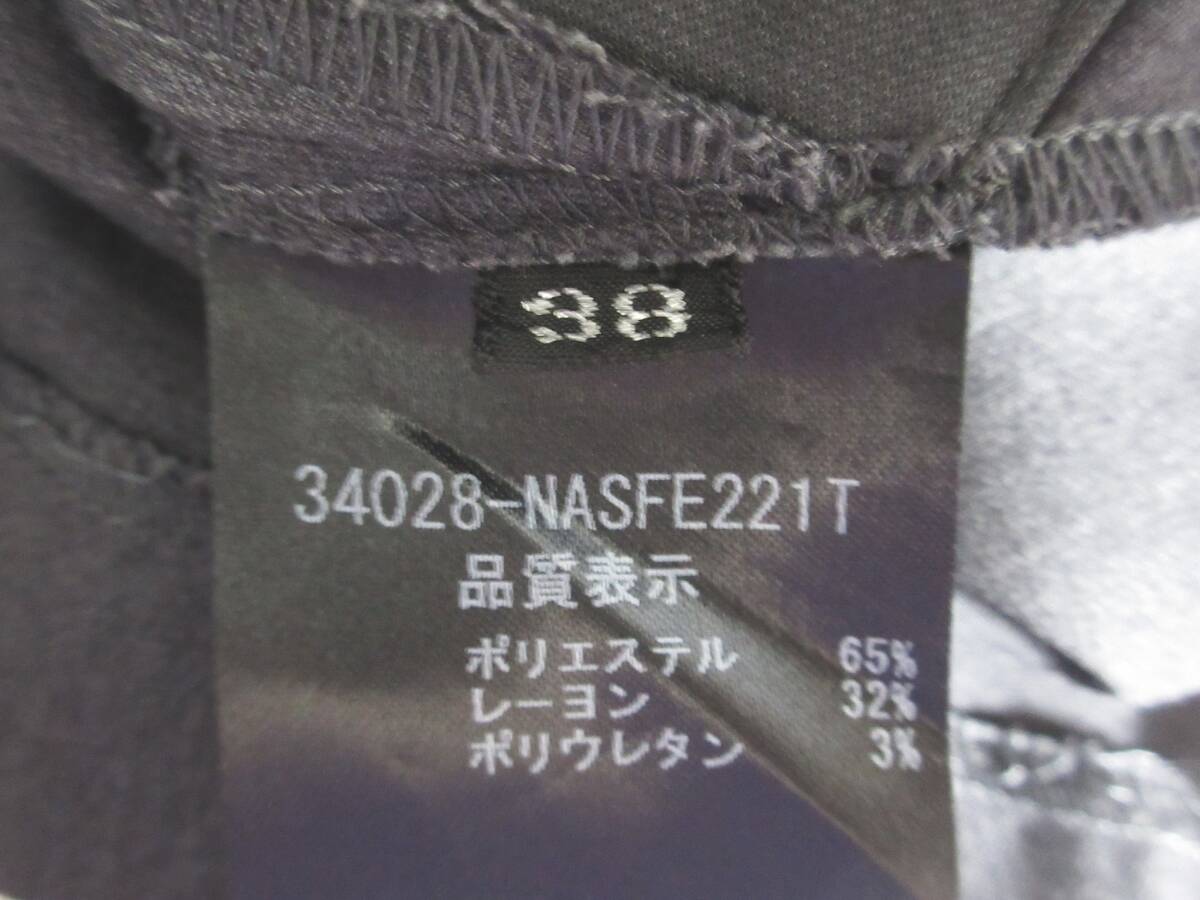 38
34028-NASFE221T
品質表示
ポリエステル 65%
レーヨン 32%
ポリウレタン 3%